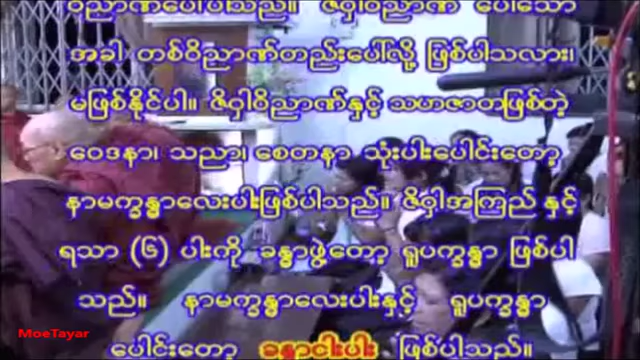 ဝိညာဏ်ပေါ်ပါသည်။ ဇိဝှါဝိညာဏ် ပေါ်သော
အခါ တစ်ဝိညာဏ်တည်းပေါ်လို့ ဖြစ်ပါသလား၊
မဖြစ်နိုင်ပါ။ ဇိဝှါဝိညာဏ်နှင့် သဟဇာတဖြစ်တဲ့
ဝေဒနာ၊ သညာ၊ စေတနာ သုံးပါးပေါင်းတော့
နာမက္ခန္ဓာလေးပါးဖြစ်ပါသည်။ ဇိဝှါအကြည် နှင့်
ရသာ (၆) ပါးကို ခန္ဓာဖွဲ့တော့ ရူပက္ခန္ဓာ ဖြစ်ပါ
သည်။ နာမက္ခန္ဓာလေးပါးနှင့် ရူပက္ခန္ဓာ
ပေါင်းတော့ ခန္ဓာငါးပါး ဖြစ်ပါသည်။
MoeTayar